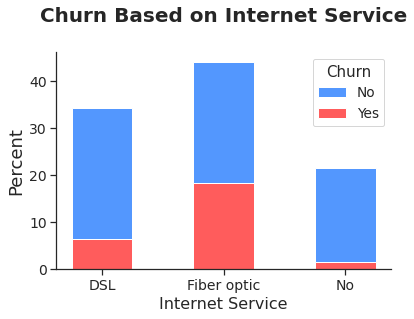 Churn Based on Internet Service
Churn
No
Yes
Percent
40
30
20
10
0
DSL Fiber optic No
Internet Service